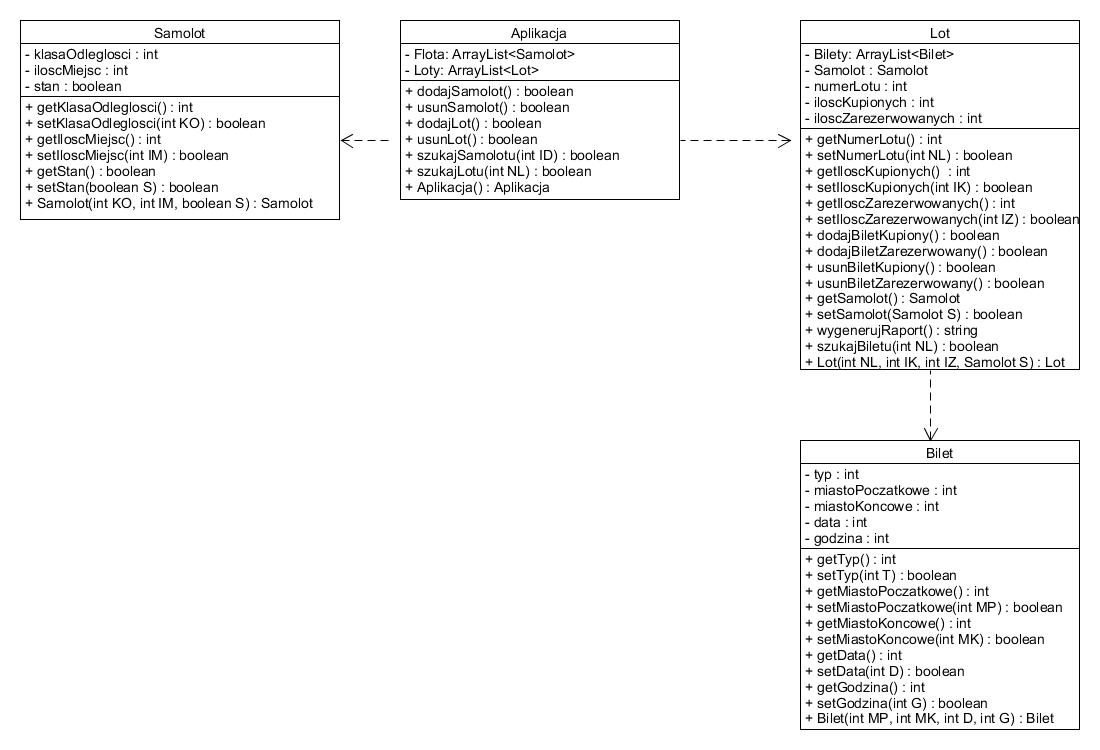 Samolot
- klasaOdleglosci : int
- iloscMiejsc : int
- stan : boolean
+ getKlasaOdleglosci() : int
+ setKlasaOdleglosci(int KO) : boolean
+ getIloscMiejsc() : int
+ setIloscMiejsc(int IM) : boolean
+ getStan() : boolean
+ setStan(boolean S) : boolean
+ Samolot(int KO, int IM, boolean S) : Samolot
Aplikacja
- Flota: ArrayList<Samolot>
- Loty: ArrayList<Lot>
+ dodajSamolot() : boolean
+ usunSamolot() : boolean
+ dodajLot() : boolean
+ usunLot() : boolean
+ szukajSamolotu(int ID) : boolean
+ szukajLotu(int NL) : boolean
+ Aplikacja() : Aplikacja
Lot
- Bilety: ArrayList<Bilet>
- Samolot : Samolot
- numerLotu : int
- iloscKupionych : int
- iloscZarezerwowanych : int
+ getNumerLotu() : int
+ setNumerLotu(int NL) : boolean
+ getIloscKupionych() : int
+ setIloscKupionych(int IK) : boolean
+ getIloscZarezerwowanych() : int
+ setIloscZarezerwowanych(int IZ) : boolean
+ dodajBiletKupiony() : boolean
+ dodajBiletZarezerwowany() : boolean
+ usunBiletKupiony() : boolean
+ usunBiletZarezerwowany() : boolean
+ getSamolot() : Samolot
+ setSamolot(Samolot S) : boolean
+ wygenerujRaport() : string
+ szukajBiletu(int NL) : boolean
+ Lot(int NL, int IK, int IZ, Samolot S) : Lot
Bilet
- typ : int
- miastoPoczatkowe : int
- miastoKoncowe : int
- data : int
- godzina : int
+ getTyp() : int
+ setTyp(int T) : boolean
+ getMiastoPoczatkowe() : int
+ setMiastoPoczatkowe(int MP) : boolean
+ getMiastoKoncowe() : int
+ setMiastoKoncowe(int MK) : boolean
+ getData() : int
+ setData(int D) : boolean
+ getGodzina() : int
+ setGodzina(int G) : boolean
+ Bilet(int MP, int MK, int D, int G) : Bilet